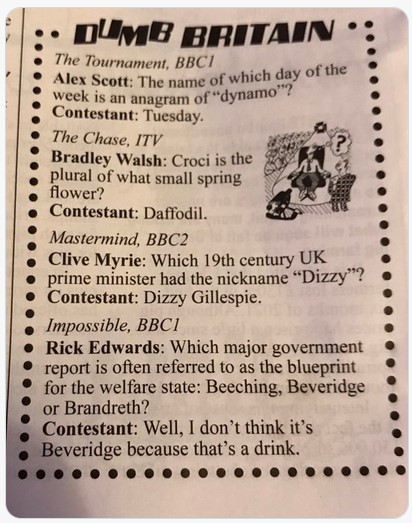 DUMB BRITAIN
The Tournament, BBC1
Alex Scott: The name of which day of the
week is an anagram of “dynamo”?
Contestant: Tuesday.
The Chase, ITV
Bradley Walsh: Croci is the
plural of what small spring
flower?
Contestant: Daffodil.
?
Mastermind, BBC2
Clive Myrie: Which 19th century UK
prime minister had the nickname “Dizzy”?
Contestant: Dizzy Gillespie.
Impossible, BBC1
Rick Edwards: Which major government
report is often referred to as the blueprint
for the welfare state: Beeching, Beveridge
or Brandreth?
Contestant: Well, I don’t think it’s
Beveridge because that’s a drink.